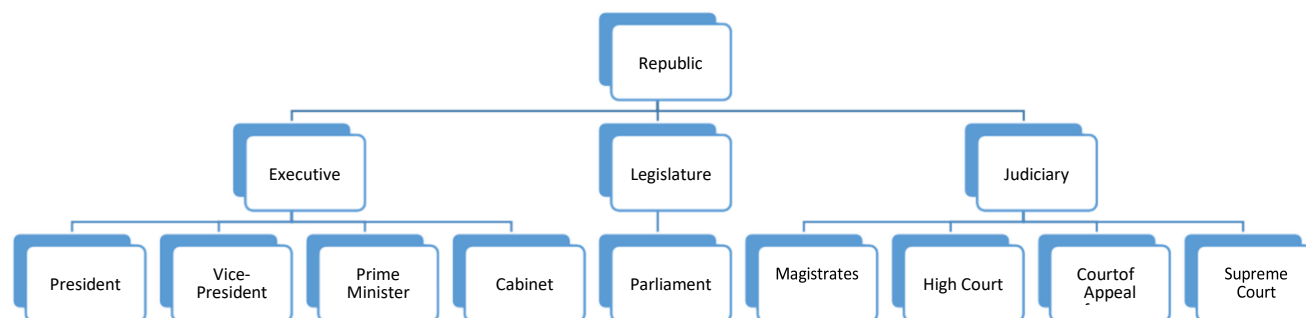 Republic
Executive
Legislature
Judiciary
President
Vice-
President
Prime
Minister
Cabinet
Parliament
Magistrates
High Court
Courtof
Appeal
Supreme
Court